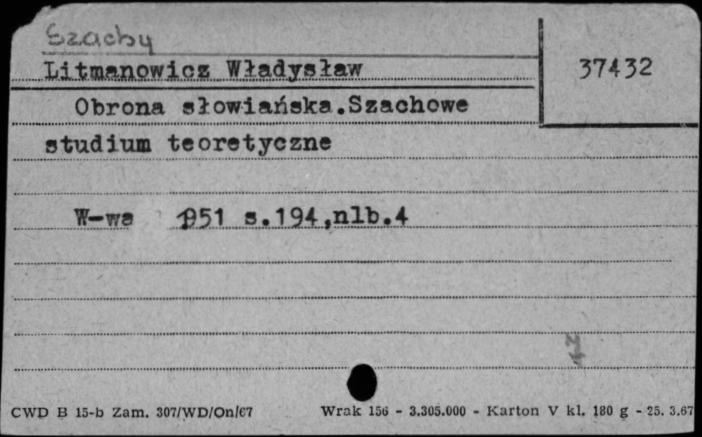 Szachy
Litmanowicz Władysław
37432
Obrona słowiańska.Szachowe
studium teoretyczne
W-wa 1951 s.194,nlb.4
CWD B 15-b Zam. 307/WD/On/67 Wrak 156 - 3.305.000 - Karton V kl. 180 g - 25. 3.67